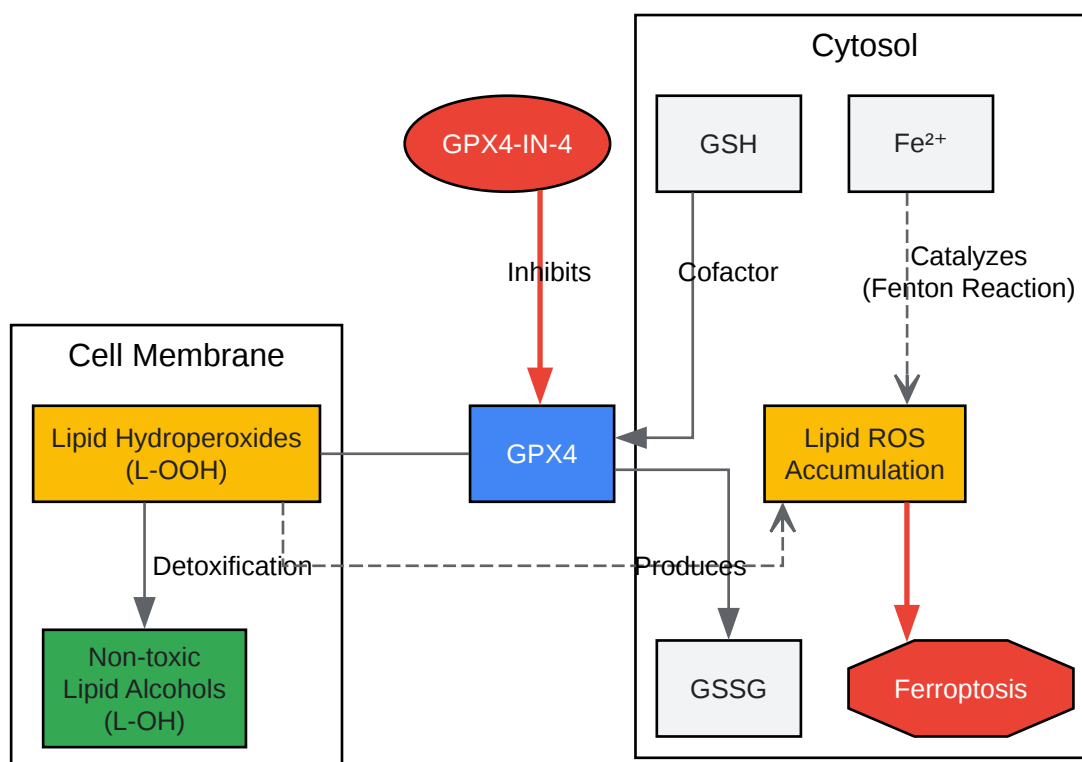 Cytosol
GPX4-IN-4
GSH
Fe²⁺
Inhibits
Cofactor
Catalyzes
(Fenton Reaction)
Cell Membrane
Lipid Hydroperoxides
(L-OOH)
GPX4
Lipid ROS
Accumulation
Detoxification
Produces
Non-toxic
Lipid Alcohols
(L-OH)
GSSG
Ferroptosis